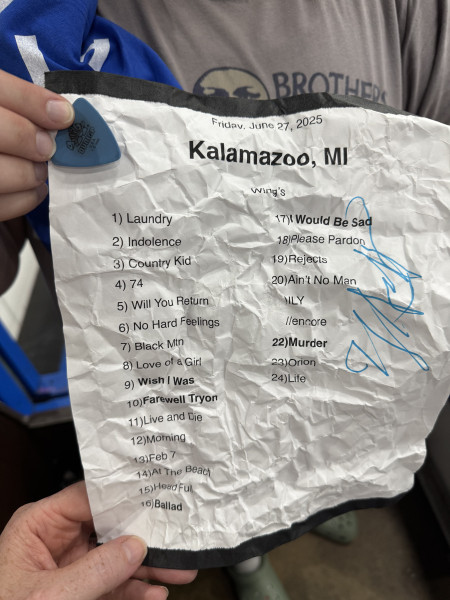 BROTHERS
Friday, June 27, 2025
Kalamazoo, MI
Wing's
1) Laundry
2) Indolence
3) Country Kid
4) 74
5) Will You Return
6) No Hard Feelings
7) Black Mtn
8) Love of a Girl
9) Wish I Was
10)Farewell Tryon
11)Live and Die
12)Morning
13)Feb 7
14)At The Beach
15)Head Ful
16)Ballad
17)I Would Be Sad
18)Please Pardon
19)Rejects
20)Ain't No Man
\ILY
//encore
22)Murder
23)Orion
24)Life